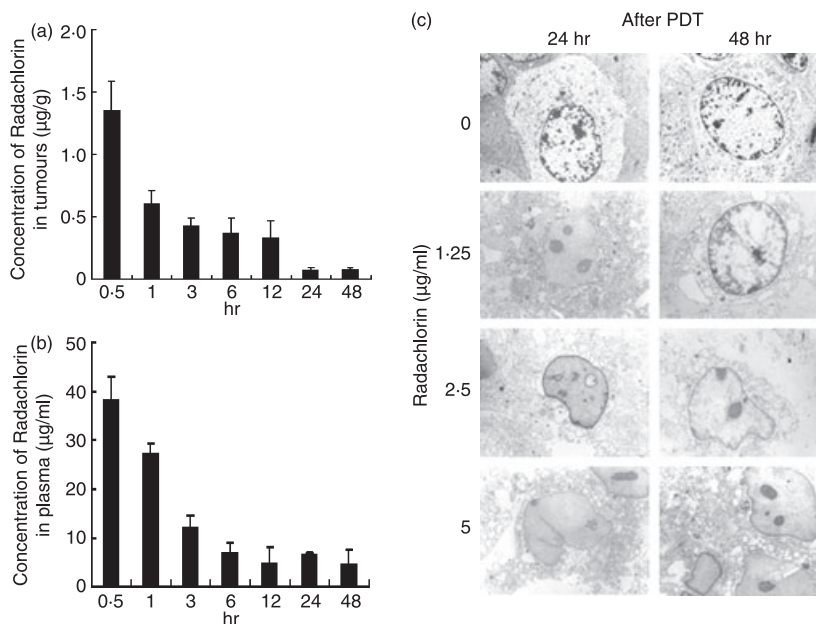 (a)
Concentration of Radachlorin
in tumours (µg/g)
2·0
1·5
1·0
0·5
0
0·5 1 3 6 12 24 48
hr
(b)
Concentration of Radachlorin
in plasma (µg/ml)
50
40
30
20
10
0
0·5 1 3 6 12 24 48
hr
(c)
After PDT
24 hr 48 hr
Radachlorin (µg/ml)
0
1·25
2·5
5